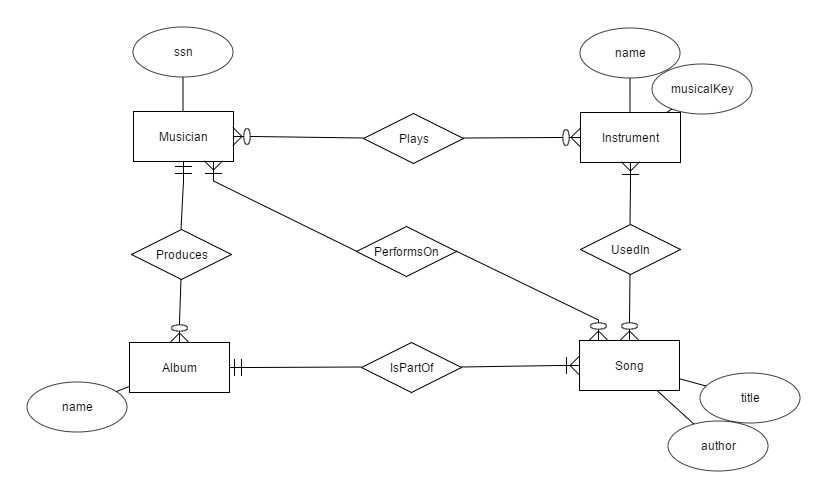 ssn
name
musicalKey
Musician
Plays
Instrument
Produces
PerformsOn
UsedIn
Album
IsPartOf
Song
name
title
author